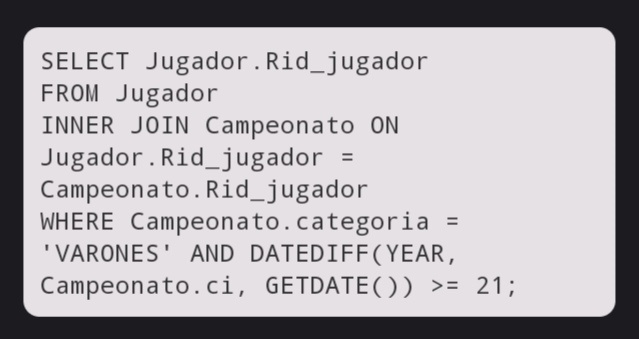 SELECT Jugador.Rid_jugador
FROM Jugador
INNER JOIN Campeonato ON
Jugador.Rid_jugador =
Campeonato.Rid_jugador
WHERE Campeonato.categoria =
'VARONES' AND DATEDIFF(YEAR,
Campeonato.ci, GETDATE()) >= 21;